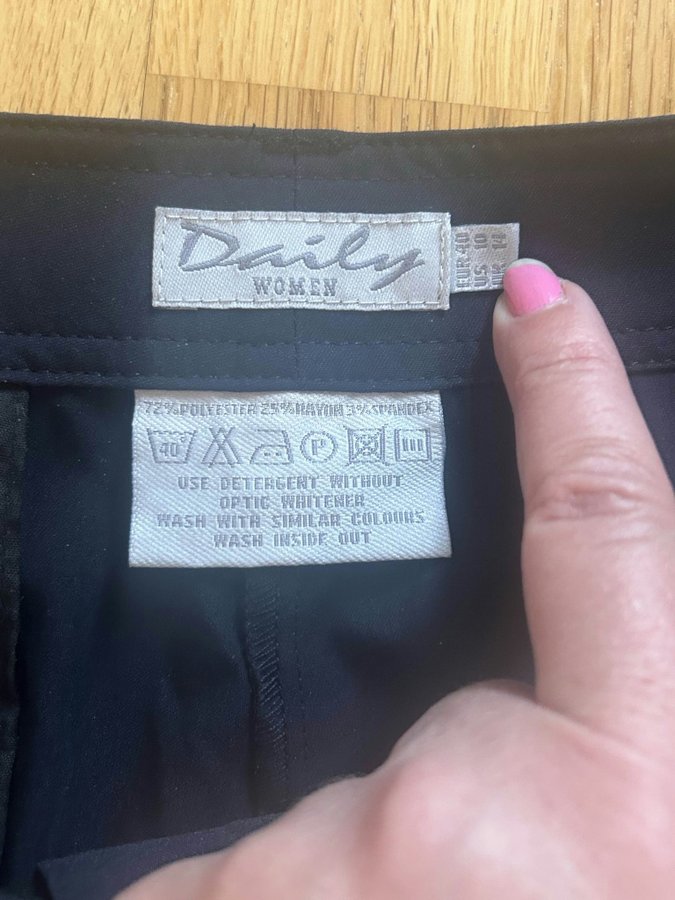 Daily
WOMEN
EUR 40
US 10
UK 14
72%POLYESTER 25%RAYON 3%SPANDEX
40°
P
USE DETERGENT WITHOUT
OPTIC WHITENER
WASH WITH SIMILAR COLOURS
WASH INSIDE OUT